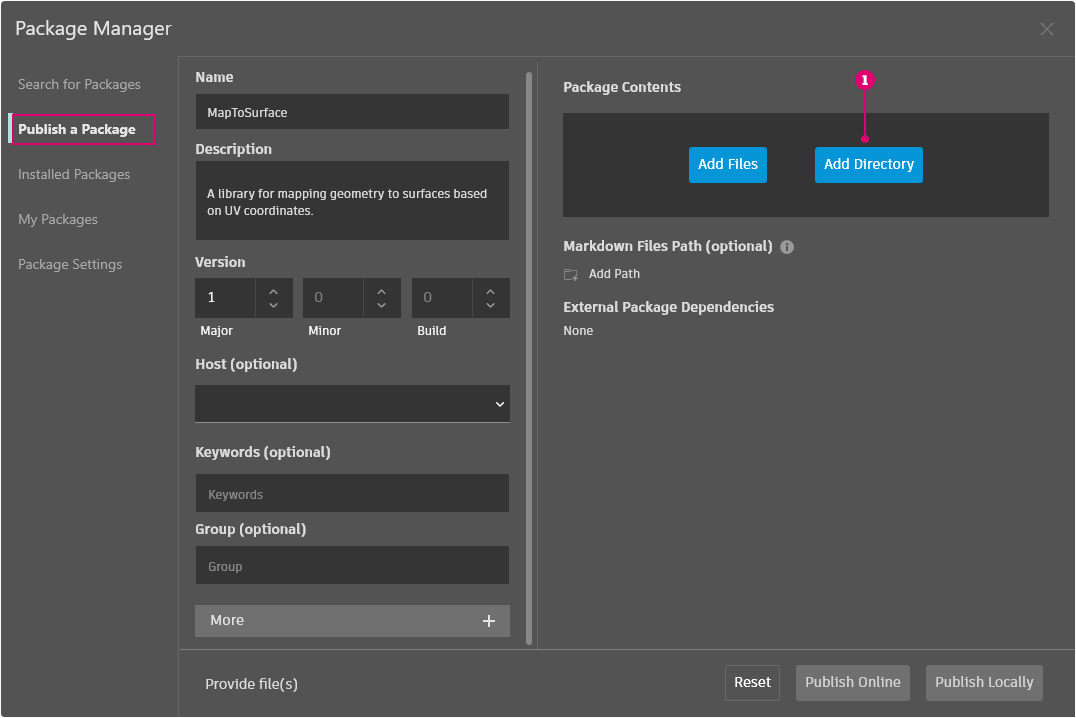 Package Manager
Search for Packages
Publish a Package
Installed Packages
My Packages
Package Settings
Name
MapToSurface
Description
A library for mapping geometry to surfaces based
on UV coordinates.
Version
1
0
0
Major
Minor
Build
Host (optional)
Keywords (optional)
Keywords
Group (optional)
Group
More
Package Contents
1
Add Files
Add Directory
Markdown Files Path (optional)
Add Path
External Package Dependencies
None
Provide file(s)
Reset
Publish Online
Publish Locally